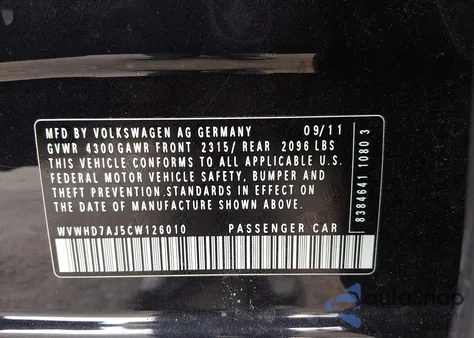 MFD BY VOLKSWAGEN AG GERMANY 09/11
GVWR 4300 GAWR FRONT 2315/ REAR 2096 LBS
THIS VEHICLE CONFORMS TO ALL APPLICABLE U.S.
FEDERAL MOTOR VEHICLE SAFETY, BUMPER AND
THEFT PREVENTION STANDARDS IN EFFECT ON
THE DATE OF MANUFACTURE SHOWN ABOVE.
WVWHD7AJ5CW126010 PASSENGER CAR
8384641 1080 3
AutoSnap